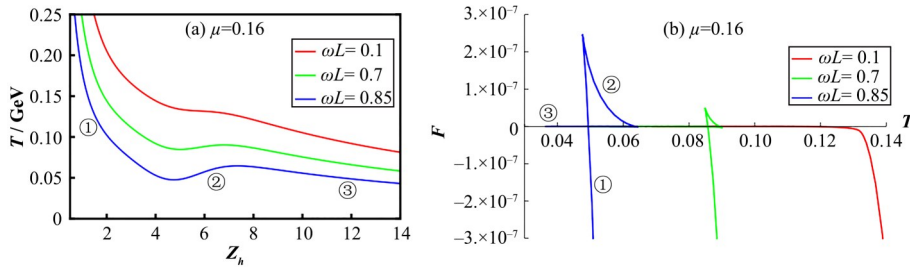 (a) μ=0.16
ωL= 0.1
ωL= 0.7
ωL= 0.85
T / GeV
0.25
0.20
0.15
0.10
0.05
0
①
②
③
2 4 6 8 10 12 14
Z_h
(b) μ=0.16
ωL= 0.1
ωL= 0.7
ωL= 0.85
F
3.×10⁻⁷
2.×10⁻⁷
1.×10⁻⁷
0
−1.×10⁻⁷
−2.×10⁻⁷
−3.×10⁻⁷
②
③
①
T
0.04 0.06 0.08 0.10 0.12 0.14